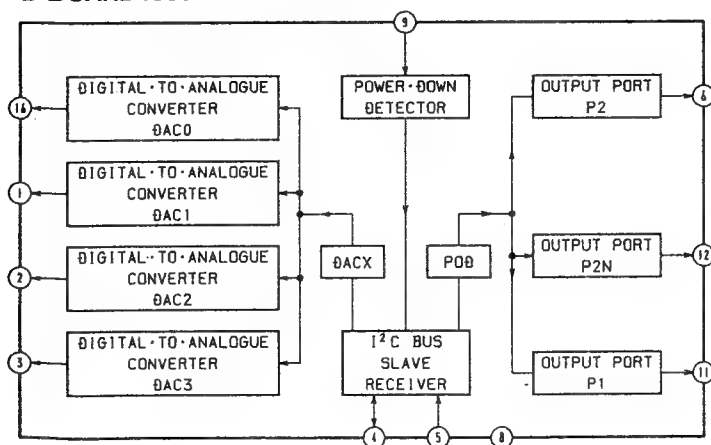 9
DIGITAL·TO·ANALOGUE
CONVERTER
DAC0
16
POWER·DOWN
DETECTOR
OUTPUT PORT
P2
6
DIGITAL·TO·ANALOGUE
CONVERTER
DAC1
1
DIGITAL·TO·ANALOGUE
CONVERTER
DAC2
2
DACX
POD
OUTPUT PORT
P2N
12
DIGITAL·TO·ANALOGUE
CONVERTER
DAC3
3
I²C BUS
SLAVE
RECEIVER
OUTPUT PORT
P1
11
4
5
8